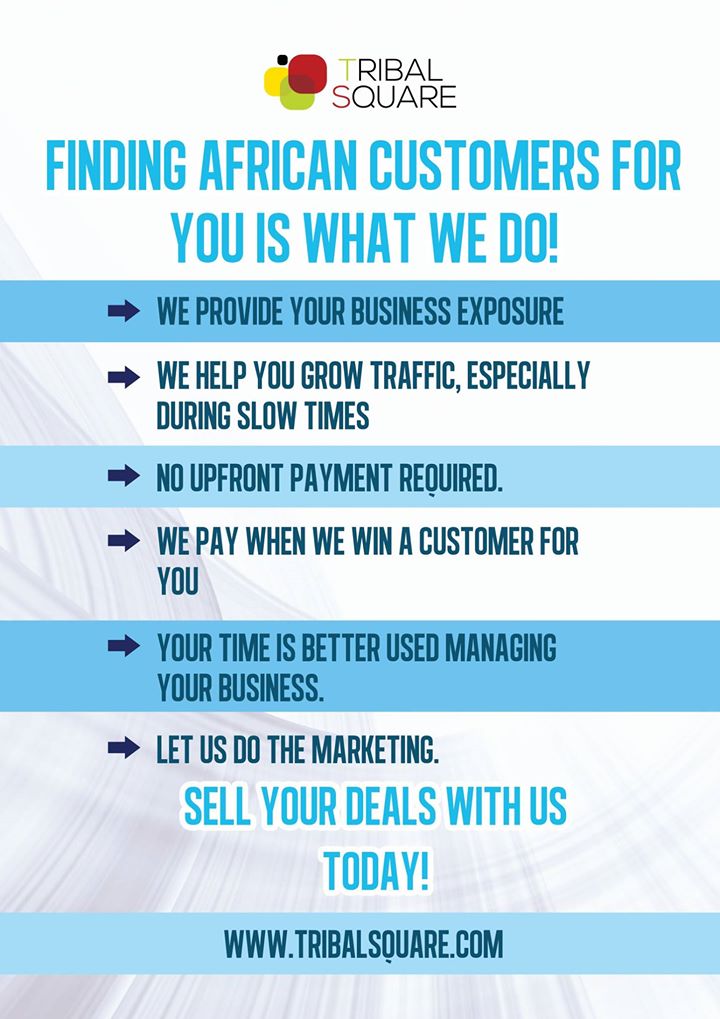 TRIBAL
SQUARE
FINDING AFRICAN CUSTOMERS FOR
YOU IS WHAT WE DO!
WE PROVIDE YOUR BUSINESS EXPOSURE
WE HELP YOU GROW TRAFFIC, ESPECIALLY
DURING SLOW TIMES
NO UPFRONT PAYMENT REQUIRED.
WE PAY WHEN WE WIN A CUSTOMER FOR
YOU
YOUR TIME IS BETTER USED MANAGING
YOUR BUSINESS.
LET US DO THE MARKETING.
SELL YOUR DEALS WITH US
TODAY!
WWW.TRIBALSQUARE.COM